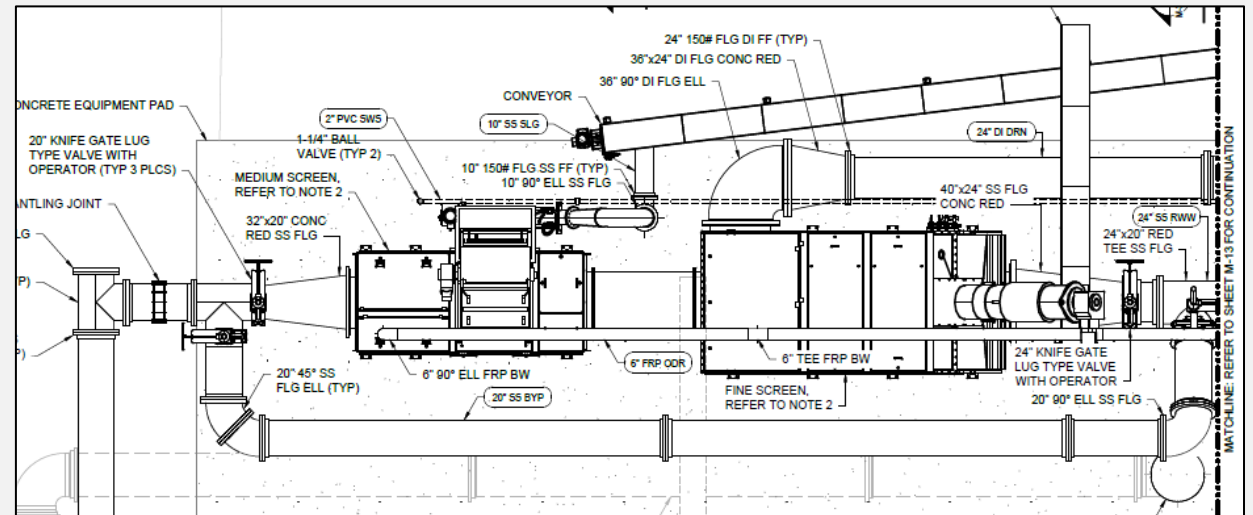 24" 150# FLG DI FF (TYP)
36"x24" DI FLG CONC RED
36" 90° DI FLG ELL
CONVEYOR
ONCRETE EQUIPMENT PAD
2" PVC SWS
10" SS SLG
24" DI DRN
20" KNIFE GATE LUG
TYPE VALVE WITH
OPERATOR (TYP 3 PLCS)
1-1/4" BALL
VALVE (TYP 2)
10" 150# FLG SS FF (TYP)
10" 90° ELL SS FLG
MEDIUM SCREEN,
REFER TO NOTE 2
40"x24" SS FLG
CONC RED
ANTLING JOINT
32"x20" CONC
RED SS FLG
24" SS RWW
24"x20" RED
TEE SS FLG
LG
YP)
P)
6" 90° ELL FRP BW
6" FRP ODR
6" TEE FRP BW
24" KNIFE GATE
LUG TYPE VALVE
WITH OPERATOR
20" 45° SS
FLG ELL (TYP)
20" SS BYP
FINE SCREEN,
REFER TO NOTE 2
20" 90° ELL SS FLG
MATCHLINE: REFER TO SHEET M-13 FOR CONTINUATION